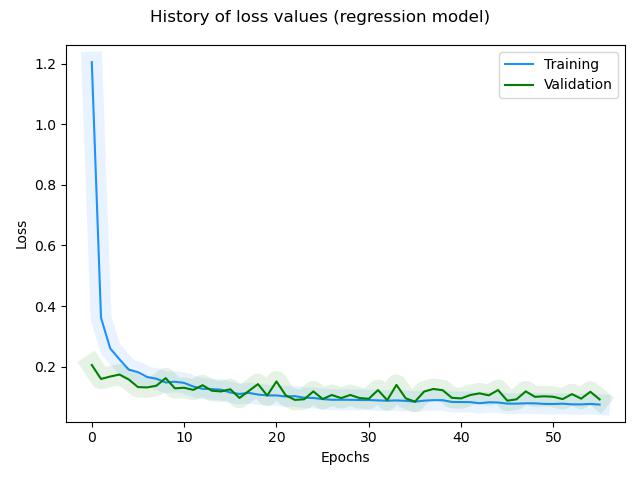 History of loss values (regression model)
1.2
1.0
0.8
0.6
0.4
0.2
Loss
Training
Validation
0 10 20 30 40 50
Epochs